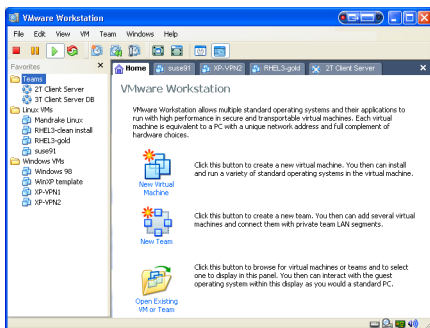 VMware Workstation
File Edit View VM Team Windows Help
Favorites
Home suse91 XP-VPN2 RHEL3-gold 2T Client Server
Teams
2T Client Server
3T Client Server DB
Linux VMs
Mandrake Linux
RHEL3-clean install
RHEL3-gold
suse91
Windows VMs
Windows 98
WinXP template
XP-VPN1
XP-VPN2
VMware Workstation
VMware Workstation allows multiple standard operating systems and their applications to
run with high performance in secure and transportable virtual machines. Each virtual
machine is equivalent to a PC with a unique network address and full complement of
hardware choices.
New Virtual
Machine
Click this button to create a new virtual machine. You then can install
and run a variety of standard operating systems in the virtual machine.
New Team
Click this button to create a new team. You then can add several virtual
machines and connect them with private team LAN segments.
Open Existing
VM or Team
Click this button to browse for virtual machines or teams and to select
one to display in this panel. You then can interact with the guest
operating system within this display as you would a standard PC.